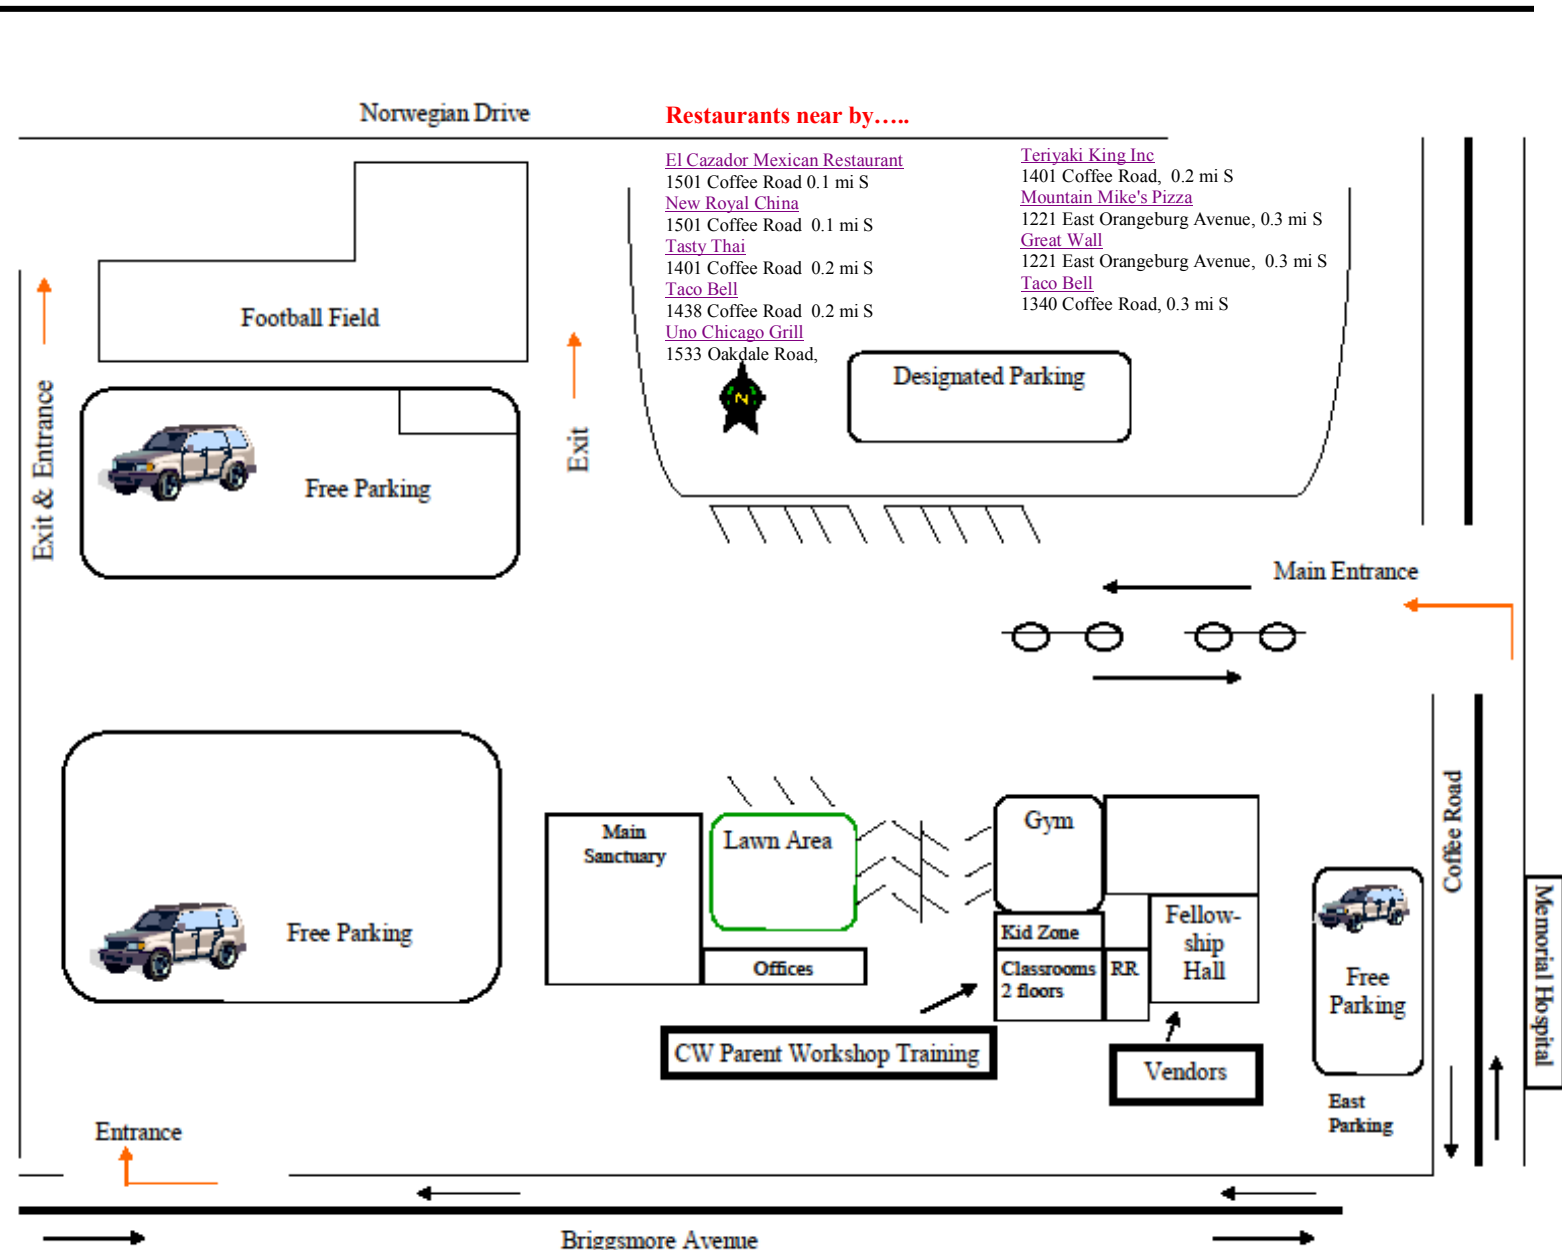 Norwegian Drive
Restaurants near by…..
El Cazador Mexican Restaurant
1501 Coffee Road 0.1 mi S
New Royal China
1501 Coffee Road  0.1 mi S
Tasty Thai
1401 Coffee Road  0.2 mi S
Taco Bell
1438 Coffee Road  0.2 mi S
Uno Chicago Grill
1533 Oakdale Road,
Teriyaki King Inc
1401 Coffee Road,  0.2 mi S
Mountain Mike's Pizza
1221 East Orangeburg Avenue, 0.3 mi S
Great Wall
1221 East Orangeburg Avenue,  0.3 mi S
Taco Bell
1340 Coffee Road, 0.3 mi S
Football Field
N
Designated Parking
Exit & Entrance
Exit
Free Parking
Main Entrance
Main
Sanctuary
Lawn Area
Gym
Coffee Road
Free Parking
Offices
Kid Zone
Classrooms
2 floors
RR
Fellow-
ship
Hall
Free
Parking
Memorial Hospital
CW Parent Workshop Training
Vendors
East
Parking
Entrance
Briggsmore Avenue